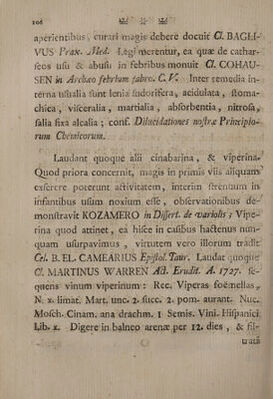 106
aperientibus, curari magis debere docuit Cl. BAGLI-
VUS Prax. Med. Legi merentur, ea quæ de cathar-
seos usu & abusu in febribus monuit Cl. COHAU-
SEN in Archæo febrium fabro. C. V. Inter remedia in-
terna usualia sunt lenia sudorifera, acidulata, stoma-
chica, visceralia, martialia, absorbentia, nitrosa,
salia fixa alcalia; conf. Dilucidationes nostræ Principio-
rum Chemicorum.
Laudant quoque alii cinabarina, & viperina.
Quod priora concernit, magis in primis viis aliquam
exserere poterunt activitatem, interim frequentium in
infantibus usum noxium esse, observationibus de-
monstravit KOZAMERO in Dissert. de variolis; Vipe-
rina quod attinet, ea hisce in casibus hactenus nun-
quam usurpavimus, virtutem vero illorum tradit
Cel. B. EL. CAMEARIUS Epistol. Taur. Laudat quoque
Cl. MARTINUS WARREN Act. Erudit. A. 1727. se-
quens vinum viperinum: Rec. Viperas fœmellas,
N. x. limat. Mart. unc. 2. succ. 2. pom. aurant. Nuc.
Mosch. Cinam. ana drachm. 1 Semis. Vini. Hispanici
Lib. x. Digere in balneo arenæ per 12. dies, & fil-